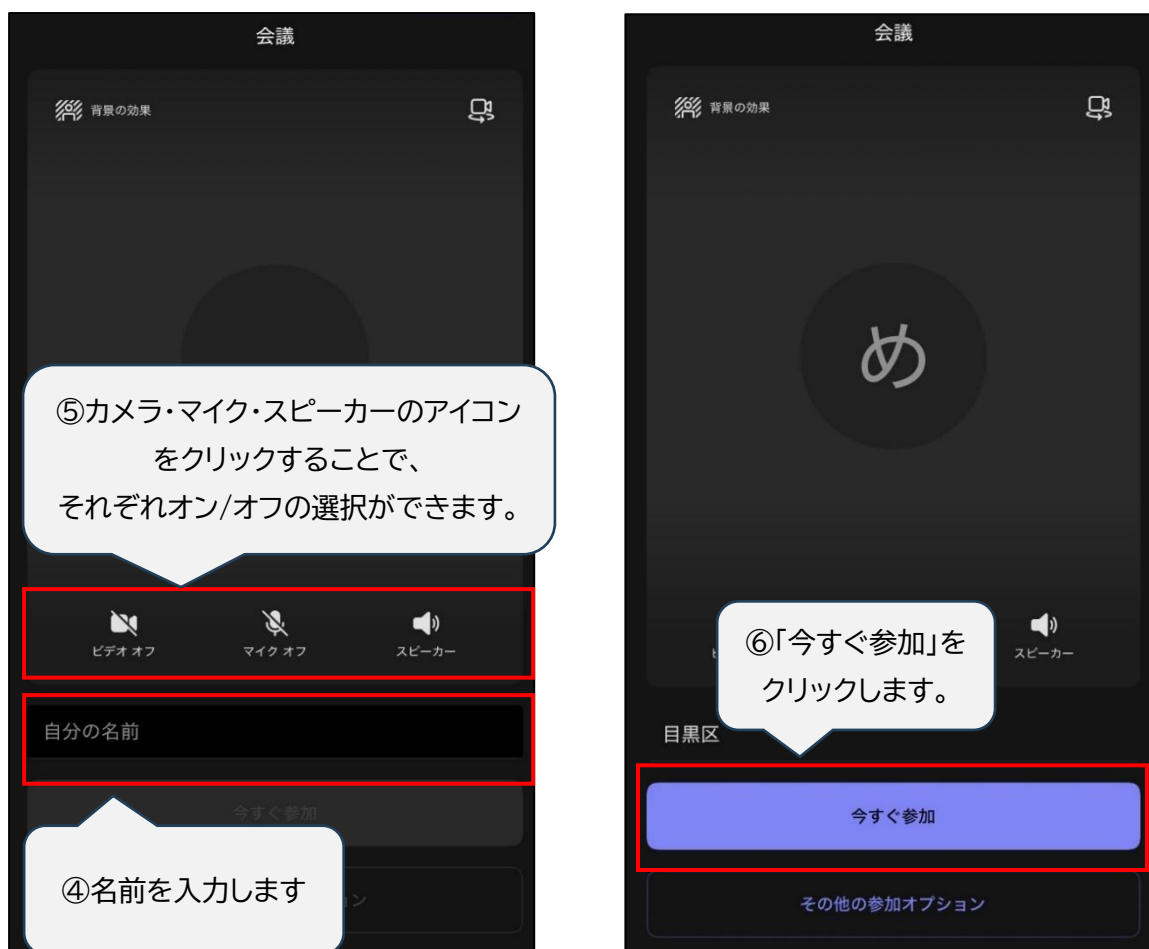 会議
背景の効果
⑤カメラ・マイク・スピーカーのアイコン
をクリックすることで、
それぞれオン/オフの選択ができます。
ビデオ オフ
マイク オフ
スピーカー
自分の名前
今すぐ参加
④名前を入力します
ン
会議
背景の効果
め
⑥「今すぐ参加」を
クリックします。
スピーカー
目黒区
今すぐ参加
その他の参加オプション